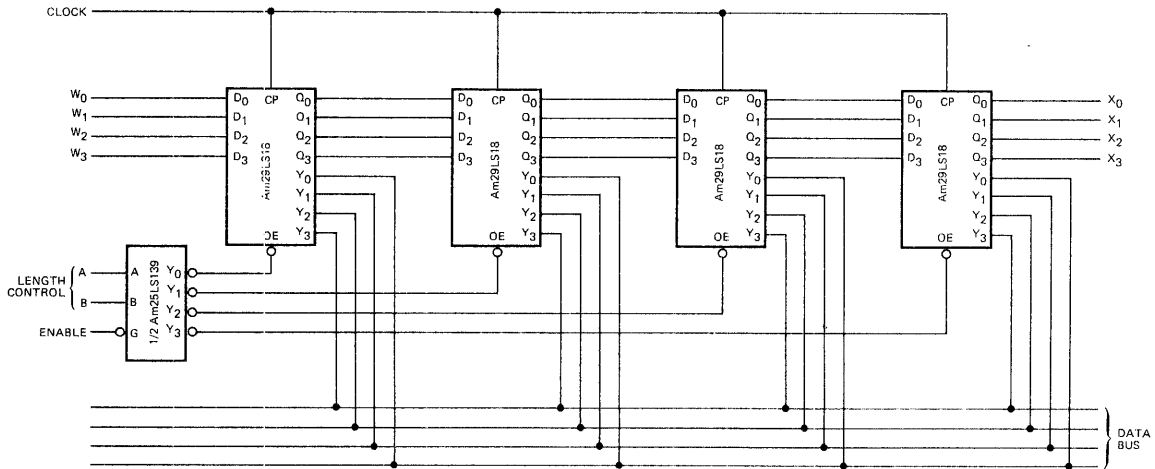 CLOCK
W0
W1
W2
W3
D0 CP Q0
D1 Q1
D2 Q2
D3 Q3
Y0
Y1
Y2
OE Y3
Am29LS18
D0 CP Q0
D1 Q1
D2 Q2
D3 Q3
Y0
Y1
Y2
OE Y3
Am29LS18
D0 CP Q0
D1 Q1
D2 Q2
D3 Q3
Y0
Y1
Y2
OE Y3
Am29LS18
D0 CP Q0
D1 Q1
D2 Q2
D3 Q3
Y0
Y1
Y2
OE Y3
Am29LS18
X0
X1
X2
X3
LENGTH
CONTROL
A
B
ENABLE
A Y0
Y1
B Y2
G Y3
1/2 Am25LS139
DATA
BUS